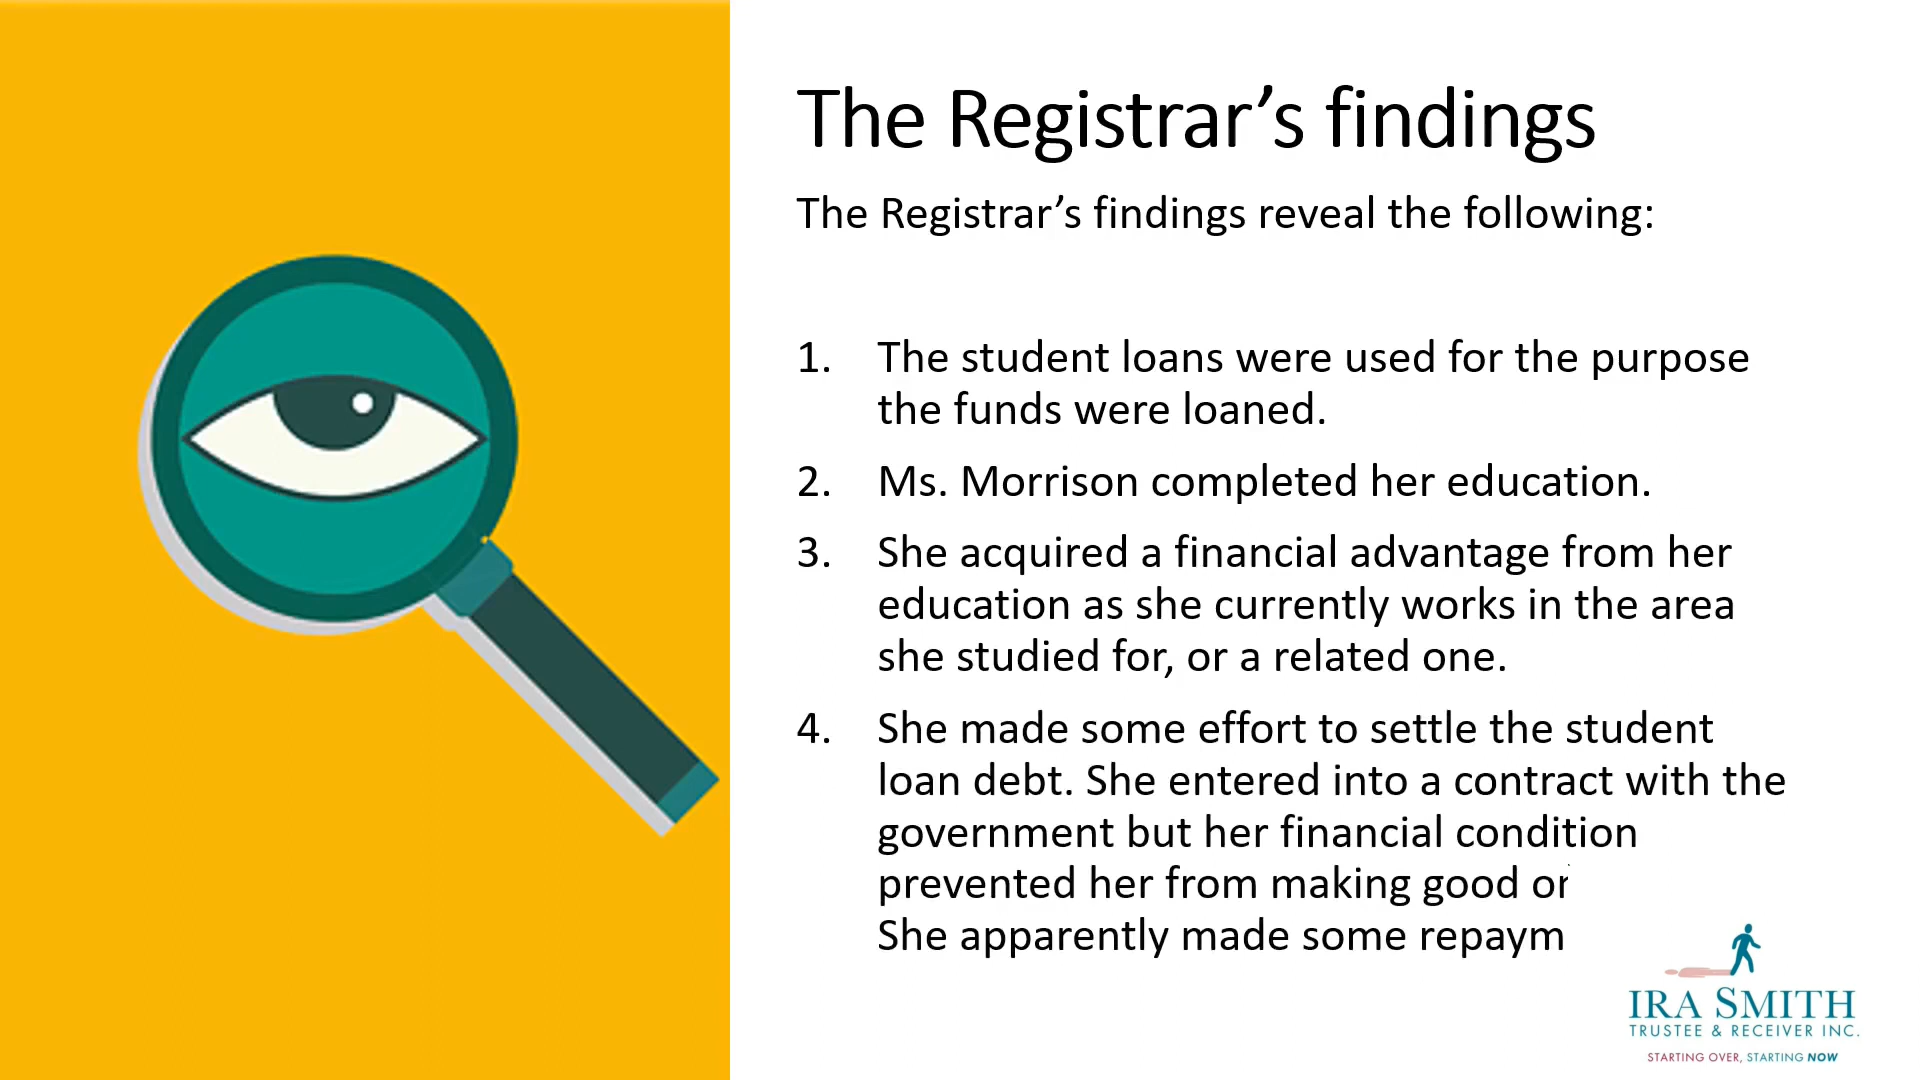 The Registrar’s findings
The Registrar’s findings reveal the following:
1. The student loans were used for the purpose
the funds were loaned.
2. Ms. Morrison completed her education.
3. She acquired a financial advantage from her
education as she currently works in the area
she studied for, or a related one.
4. She made some effort to settle the student
loan debt. She entered into a contract with the
government but her financial condition
prevented her from making good
She apparently made some repaym
IRA SMITH
TRUSTEE & RECEIVER INC.
STARTING OVER, STARTING NOW